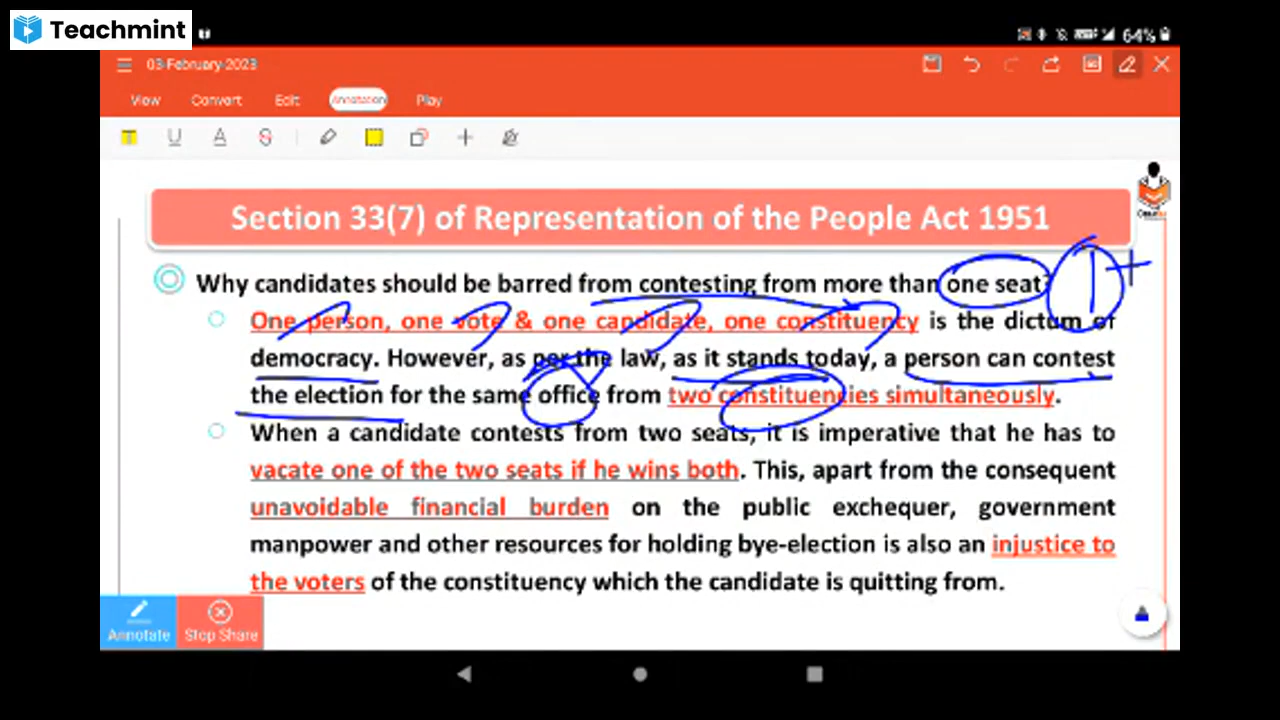 Teachmint
64%
03-February-2023
View Convert Edit Annotation Play
Section 33(7) of Representation of the People Act 1951
Why candidates should be barred from contesting from more than one seat?
1+
One person, one vote & one candidate, one constituency is the dictum of
democracy. However, as per the law, as it stands today, a person can contest
the election for the same office from two constituencies simultaneously.
When a candidate contests from two seats, it is imperative that he has to
vacate one of the two seats if he wins both. This, apart from the consequent
unavoidable financial burden on the public exchequer, government
manpower and other resources for holding bye-election is also an injustice to
the voters of the constituency which the candidate is quitting from.
Annotate Stop Share